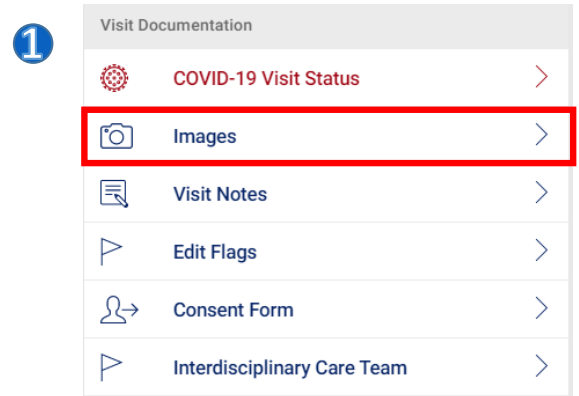 Visit Documentation
1
COVID-19 Visit Status
Images
Visit Notes
Edit Flags
Consent Form
Interdisciplinary Care Team